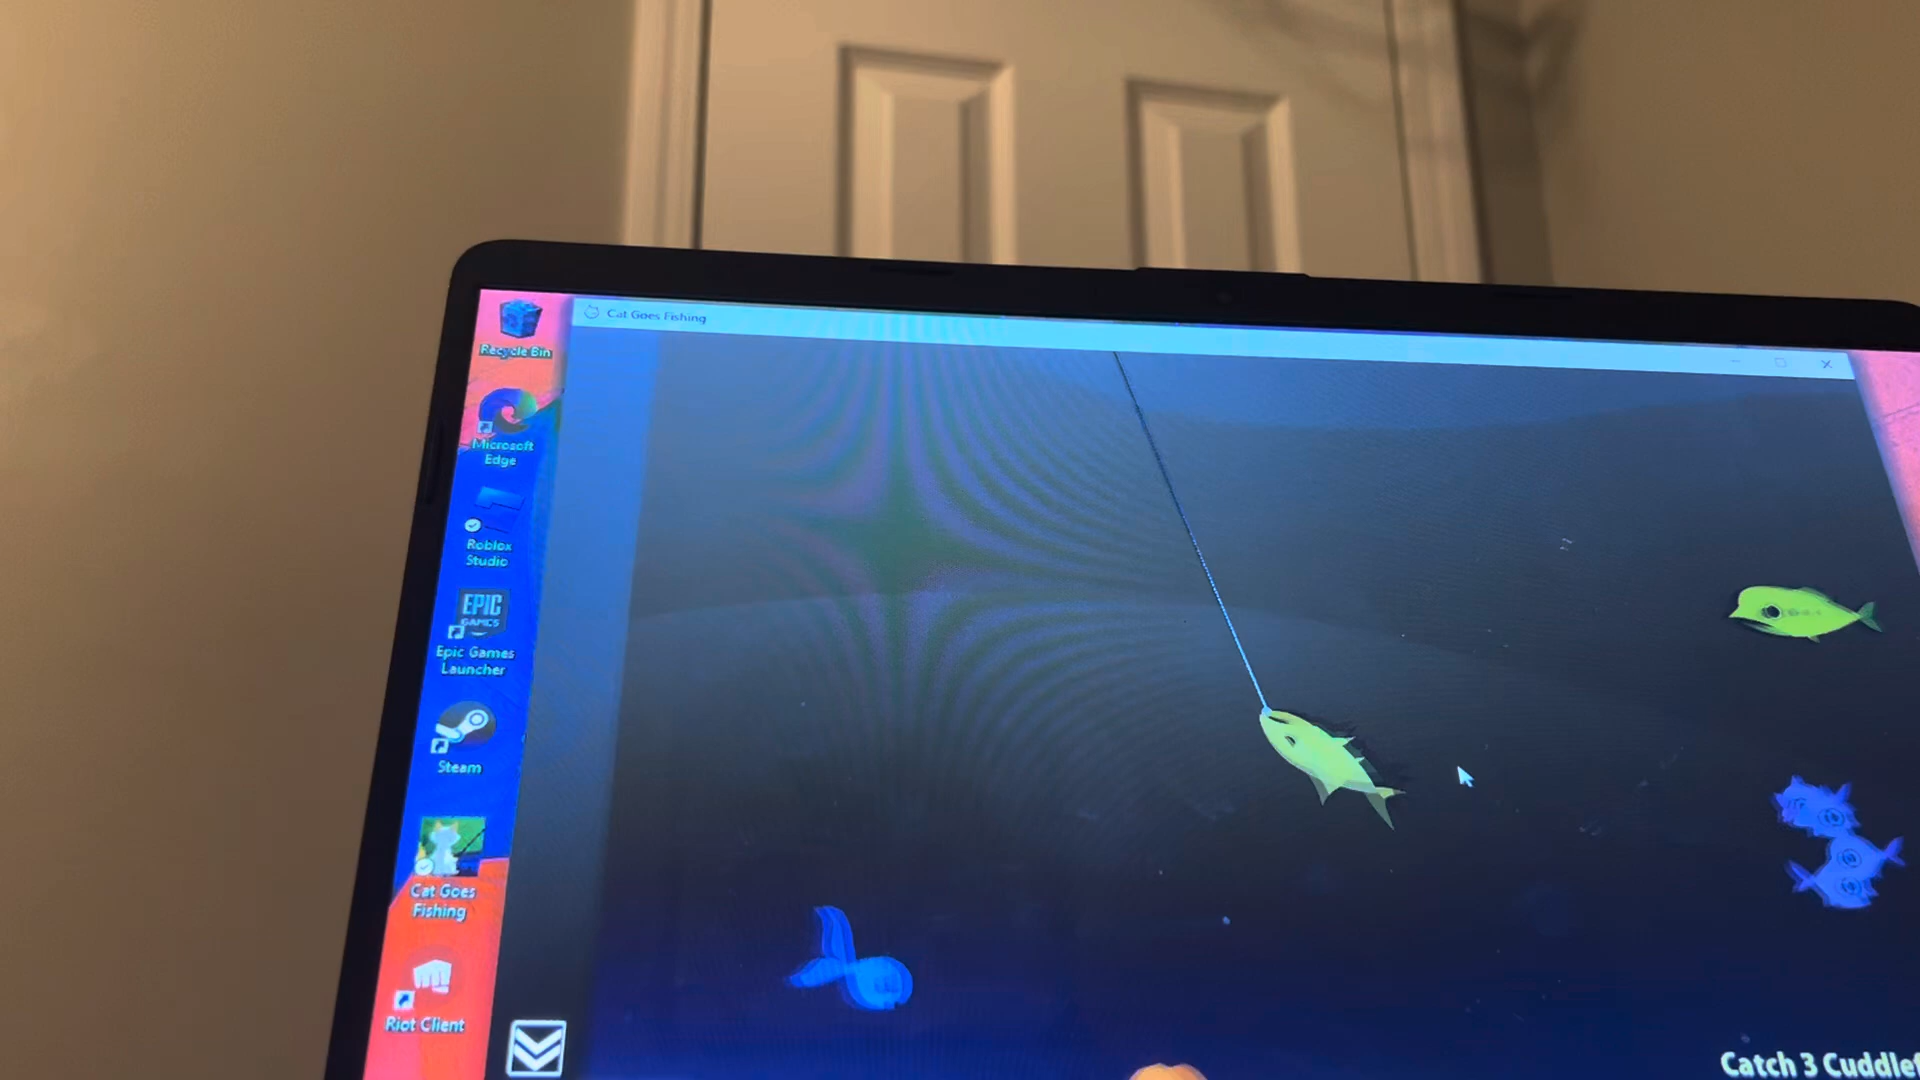 Recycle Bin
Cat Goes Fishing
Microsoft
Edge
Roblox
Studio
EPIC
GAMES
Epic Games
Launcher
Steam
Cat Goes
Fishing
Riot Client
Catch 3 Cuddlef